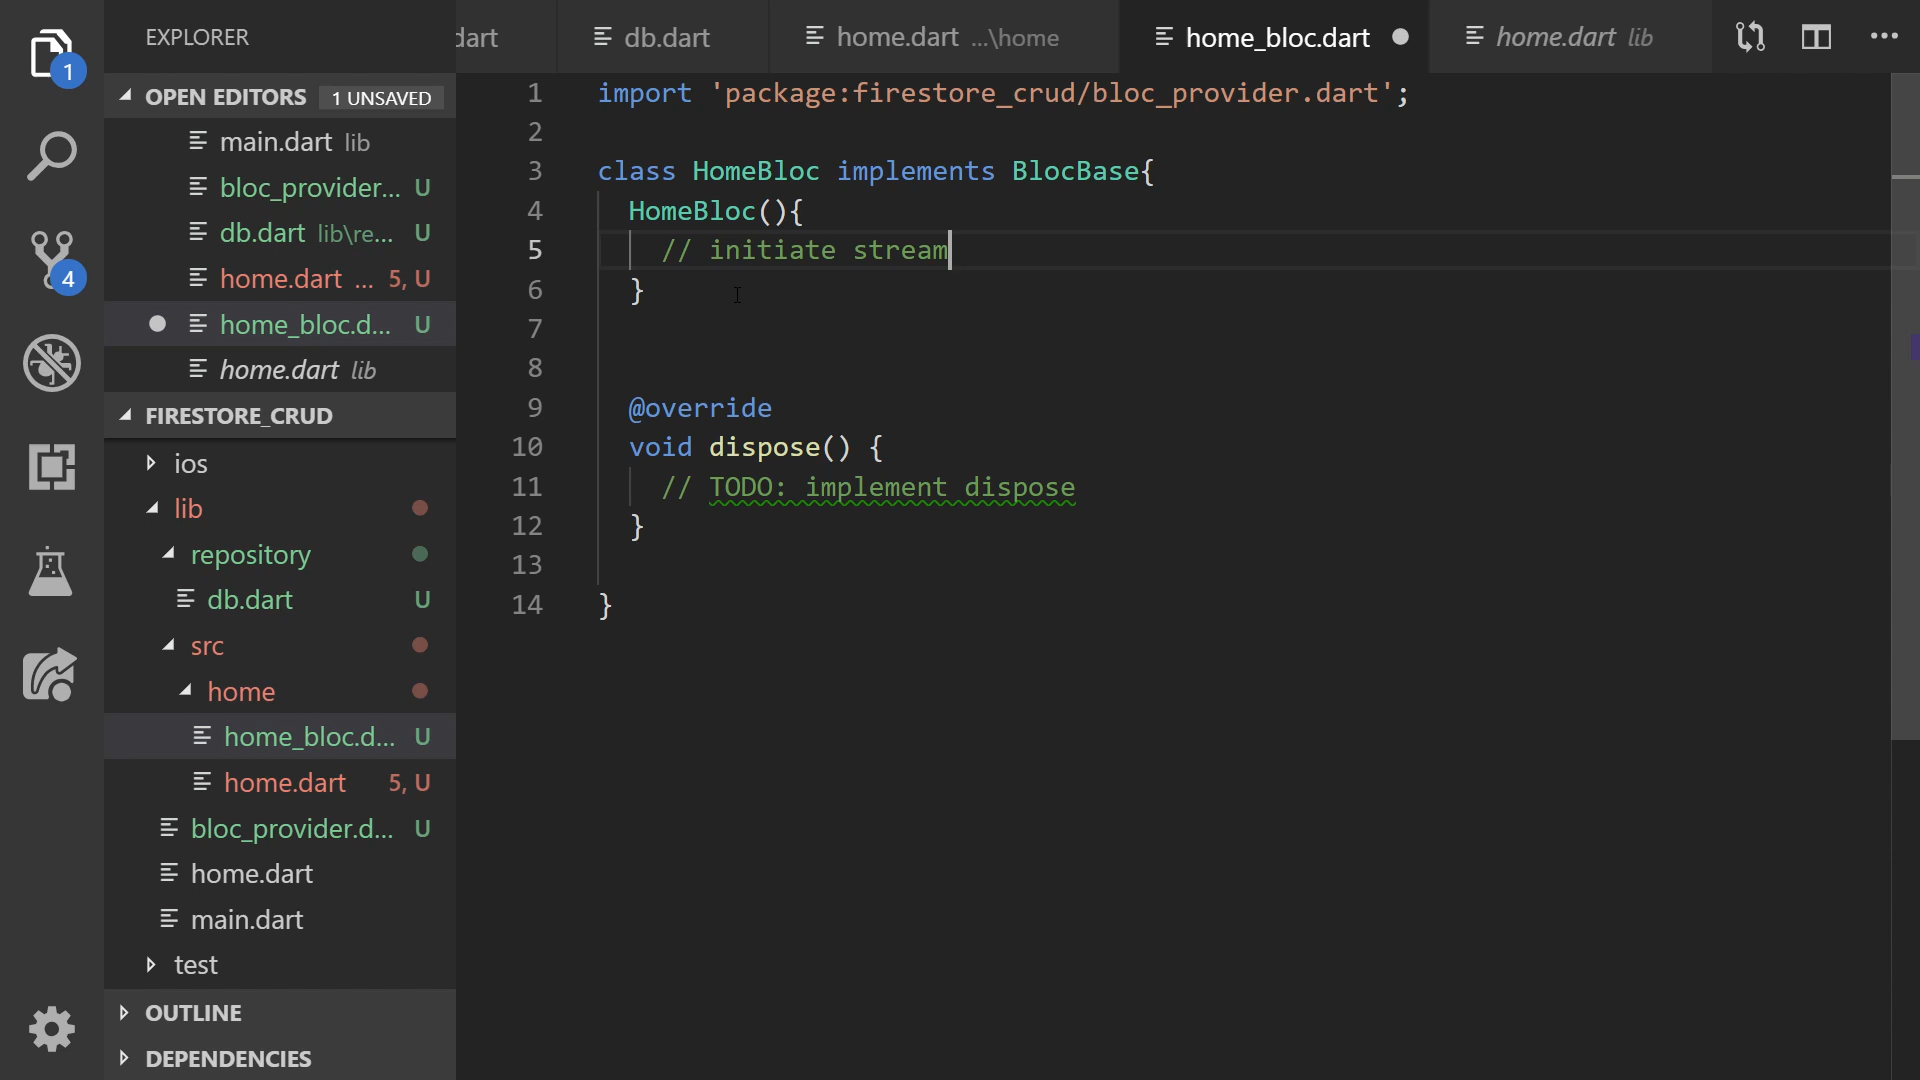 EXPLORER
1
4
OPEN EDITORS 1 UNSAVED
main.dart lib
bloc_provider... U
db.dart lib\re... U
home.dart ... 5, U
home_bloc.d... U
home.dart lib
FIRESTORE_CRUD
ios
lib
repository
db.dart U
src
home
home_bloc.d... U
home.dart 5, U
bloc_provider.d... U
home.dart
main.dart
test
OUTLINE
DEPENDENCIES
dart db.dart home.dart ...\home home_bloc.dart home.dart lib
1 import 'package:firestore_crud/bloc_provider.dart';
2
3 class HomeBloc implements BlocBase{
4 HomeBloc(){
5 // initiate stream
6 }
7
8
9 @override
10 void dispose() {
11 // TODO: implement dispose
12 }
13
14 }